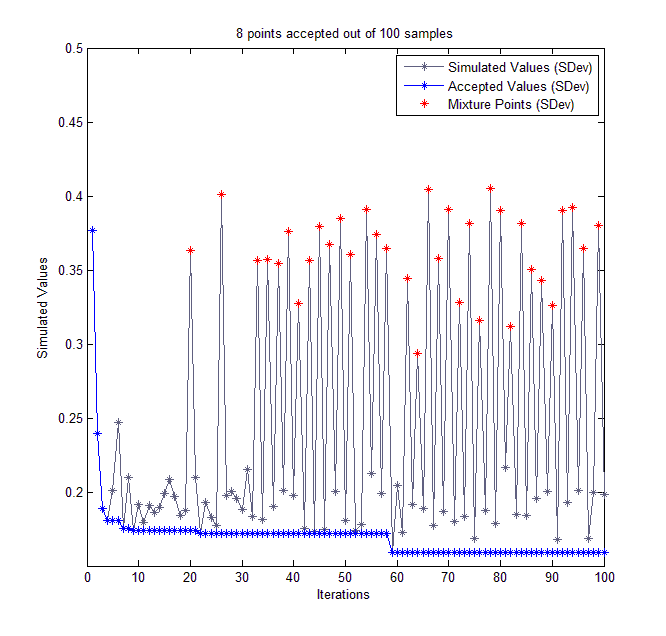 8 points accepted out of 100 samples
0.5
Simulated Values (SDev)
Accepted Values (SDev)
Mixture Points (SDev)
0.45
0.4
0.35
0.3
0.25
0.2
Simulated Values
0 10 20 30 40 50 60 70 80 90 100
Iterations